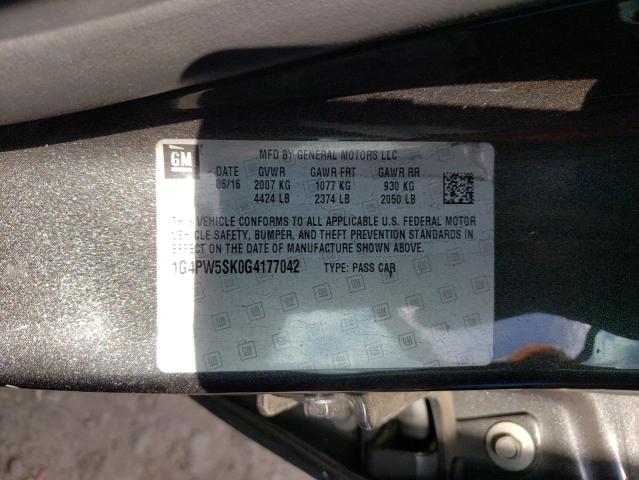 GM
MFD BY GENERAL MOTORS LLC
DATE GVWR GAWR FRT GAWR RR
06/16 2007 KG 1077 KG 930 KG
4424 LB 2374 LB 2050 LB
THIS VEHICLE CONFORMS TO ALL APPLICABLE U.S. FEDERAL MOTOR
VEHICLE SAFETY, BUMPER, AND THEFT PREVENTION STANDARDS IN
EFFECT ON THE DATE OF MANUFACTURE SHOWN ABOVE.
1G4PW5SK0G4177042 TYPE: PASS CAR